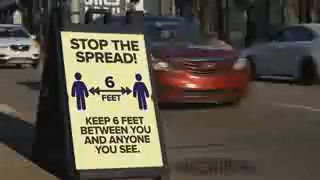 STOP THE
SPREAD!
6
FEET
KEEP 6 FEET
BETWEEN YOU
AND ANYONE
YOU SEE.